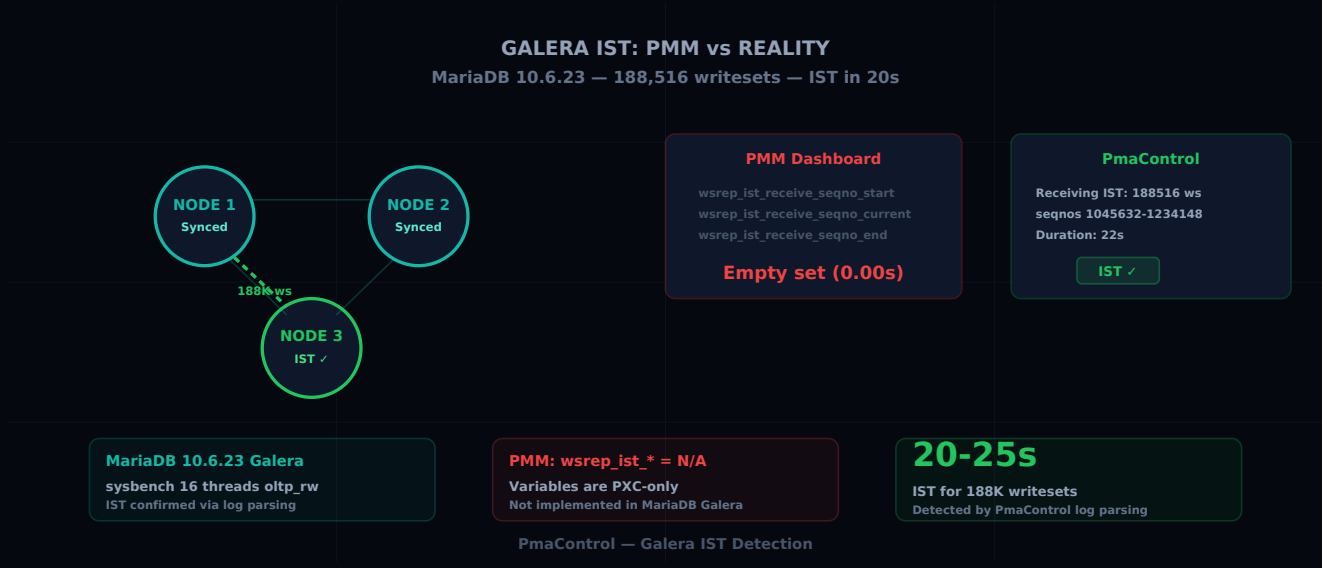 GALERA IST: PMM vs REALITY
MariaDB 10.6.23 — 188,516 writesets — IST in 20s
NODE 1
Synced
NODE 2
Synced
188K ws
NODE 3
IST ✓
PMM Dashboard
wsrep_ist_receive_seqno_start
wsrep_ist_receive_seqno_current
wsrep_ist_receive_seqno_end
Empty set (0.00s)
PmaControl
Receiving IST: 188516 ws
seqnos 1045632-1234148
Duration: 22s
IST ✓
MariaDB 10.6.23 Galera
sysbench 16 threads oltp_rw
IST confirmed via log parsing
PMM: wsrep_ist_* = N/A
Variables are PXC-only
Not implemented in MariaDB Galera
20-25s
IST for 188K writesets
Detected by PmaControl log parsing
PmaControl — Galera IST Detection